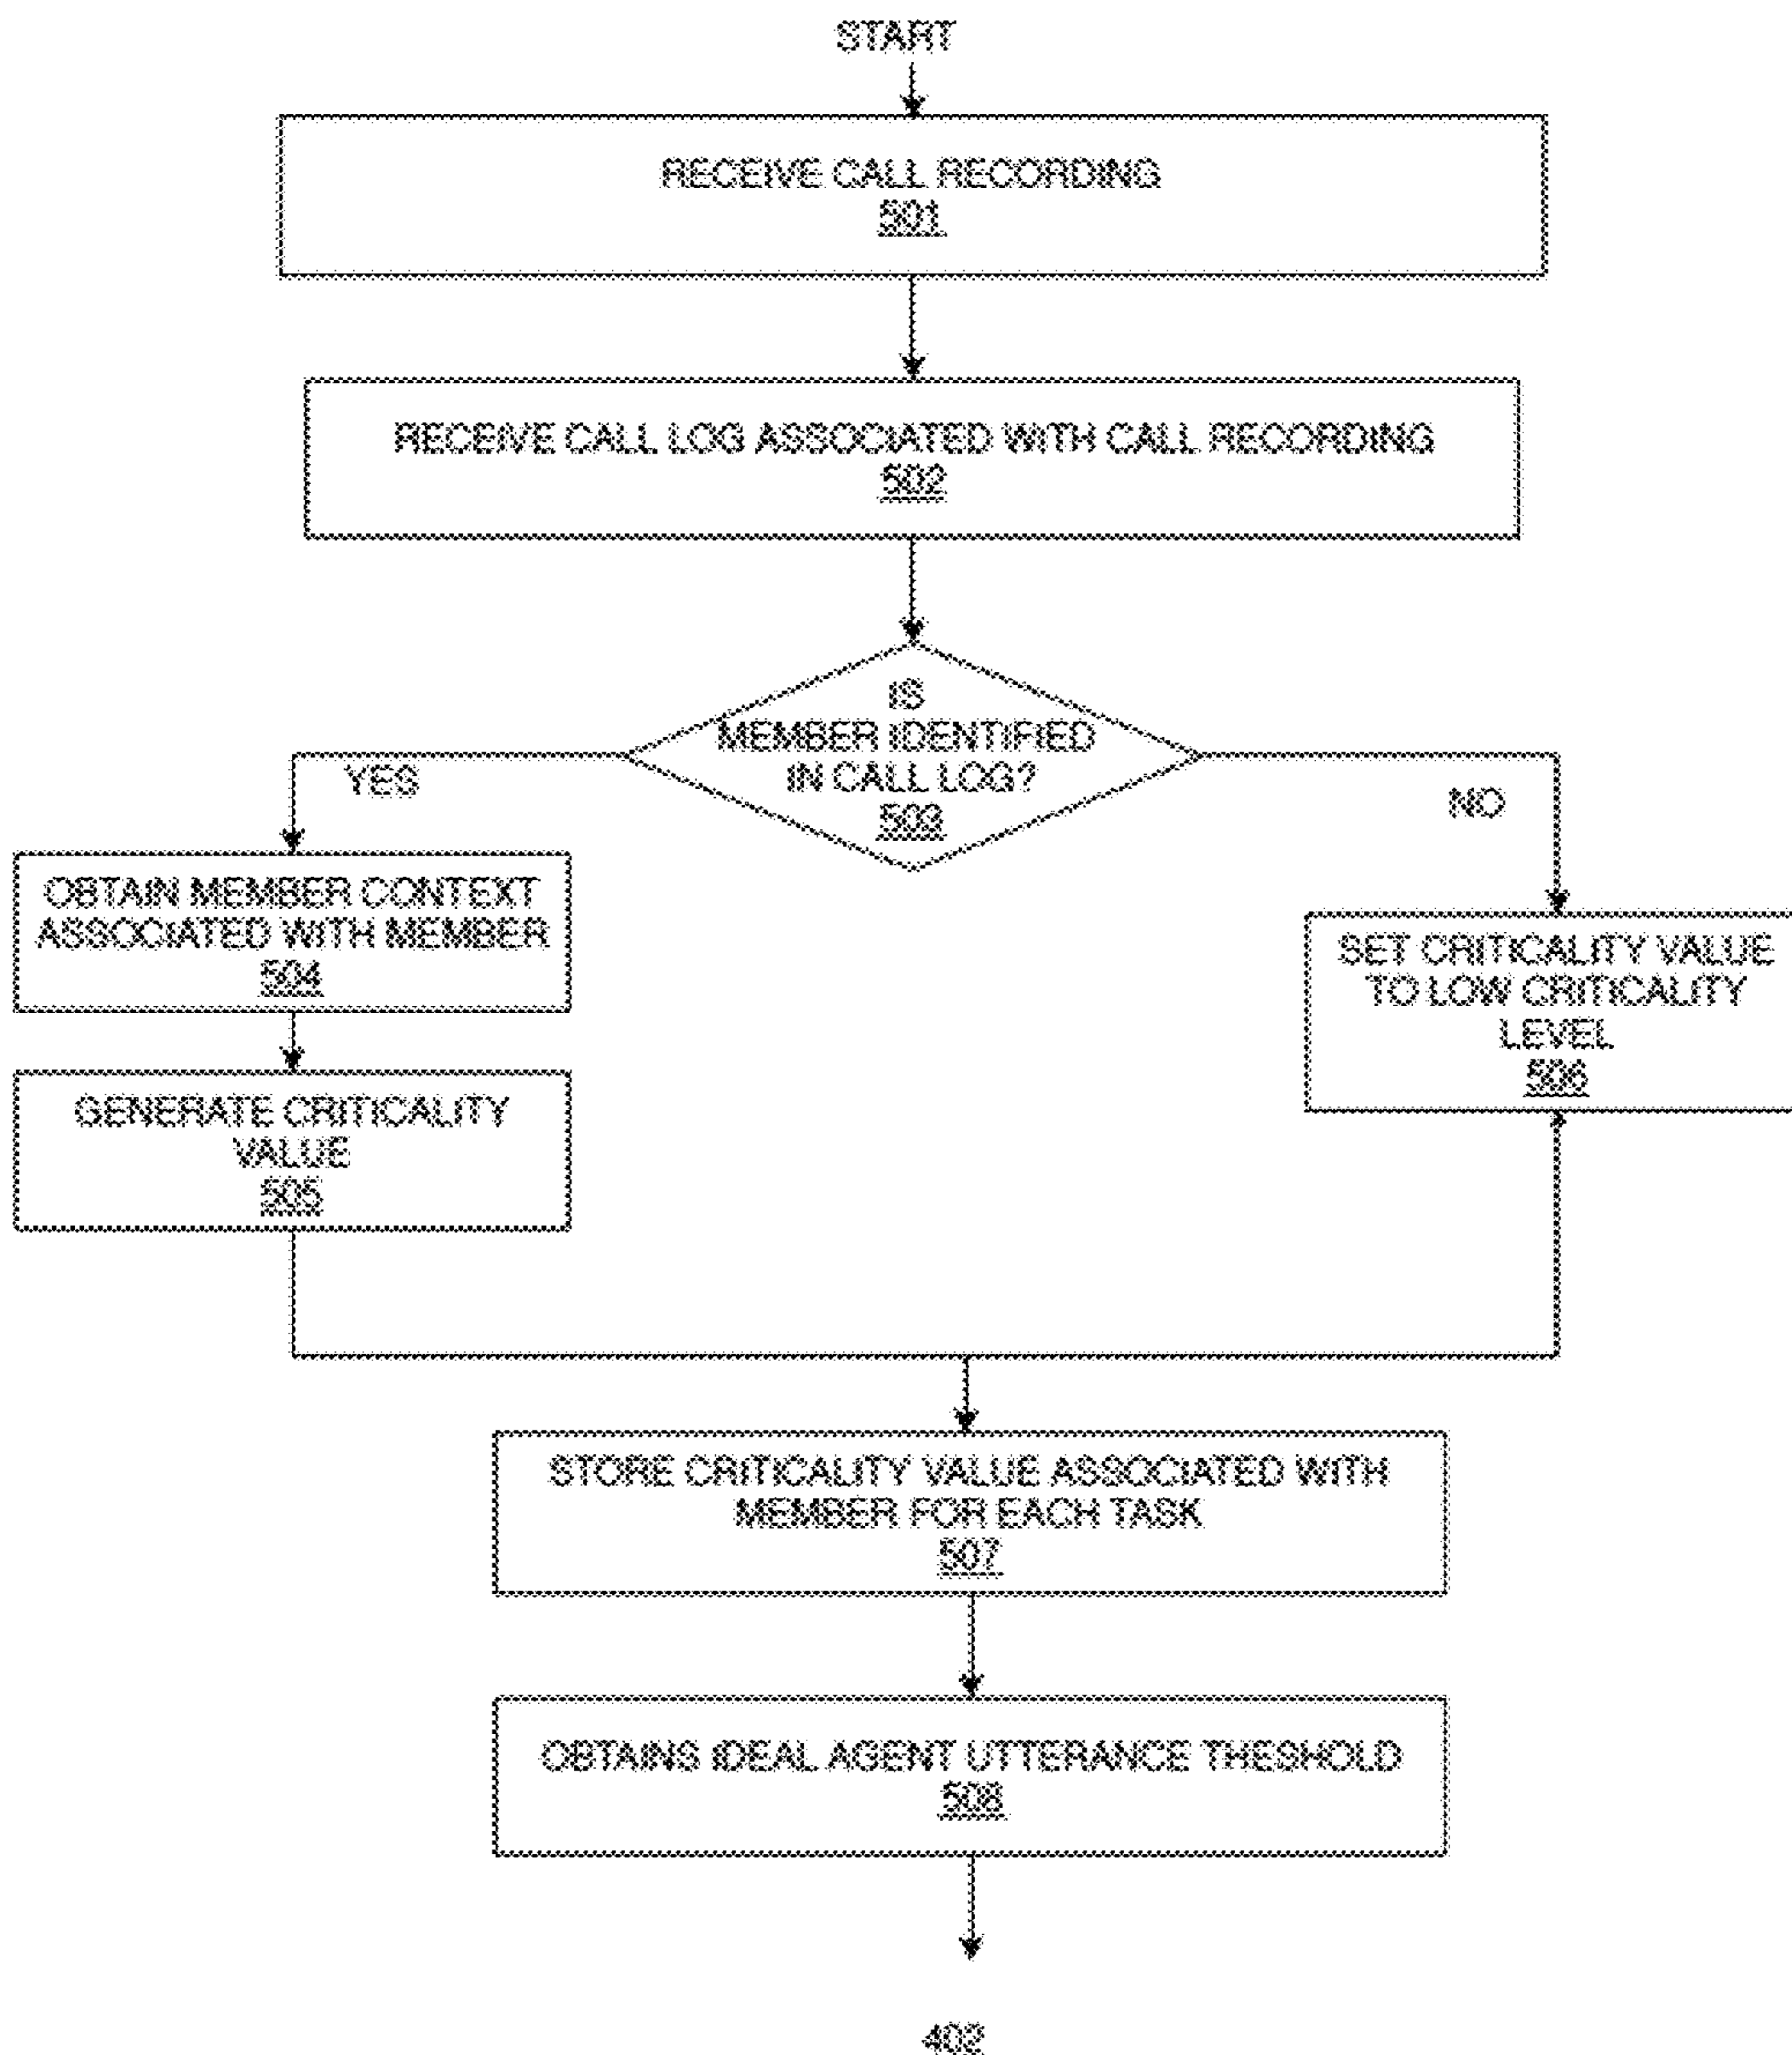 START
RECEIVE CALL RECORDING
501
RECEIVE CALL LOG ASSOCIATED WITH CALL RECORDING
502
IS
MEMBER IDENTIFIED
IN CALL LOG?
503
YES
NO
OBTAIN MEMBER CONTEXT
ASSOCIATED WITH MEMBER
504
SET CRITICALITY VALUE
TO LOW CRITICALITY
LEVEL
506
GENERATE CRITICALITY
VALUE
505
STORE CRITICALITY VALUE ASSOCIATED WITH
MEMBER FOR EACH TASK
507
OBTAINS IDEAL AGENT UTTERANCE THESHOLD
508
402